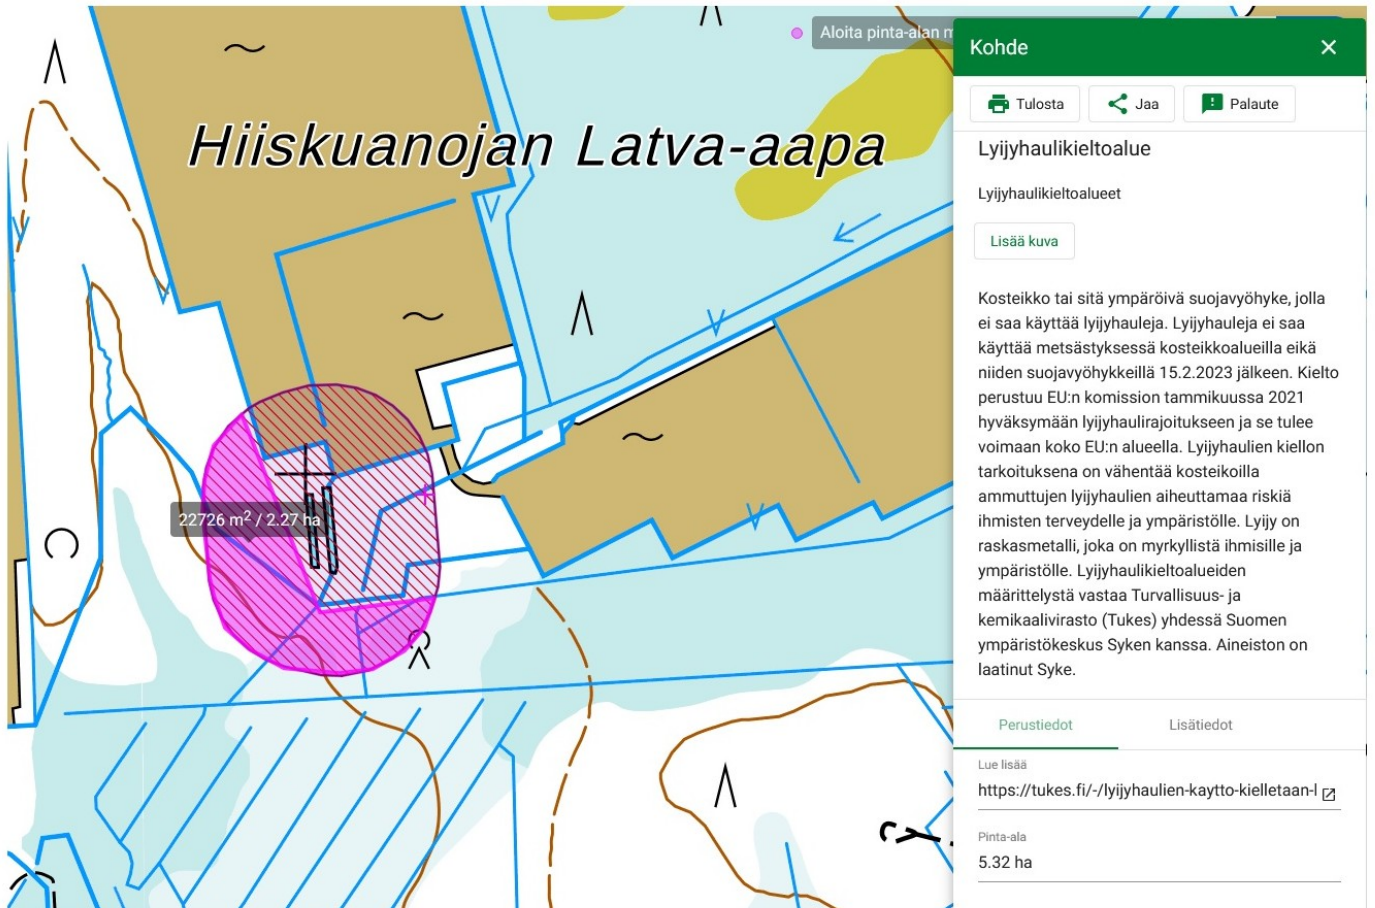 Aloita pinta-alan m
Hiiskuanojan Latva-aapa
22726 m² / 2.27 ha
Kohde
Tulosta
Jaa
Palaute
Lyijyhaulikieltoalue
Lyijyhaulikieltoalueet
Lisää kuva
Kosteikko tai sitä ympäröivä suojavyöhyke, jolla
ei saa käyttää lyijyhauleja. Lyijyhauleja ei saa
käyttää metsästyksessä kosteikkoalueilla eikä
niiden suojavyöhykkeillä 15.2.2023 jälkeen. Kielto
perustuu EU:n komission tammikuussa 2021
hyväksymään lyijyhaulirajoitukseen ja se tulee
voimaan koko EU:n alueella. Lyijyhaulien kiellon
tarkoituksena on vähentää kosteikoilla
ammuttujen lyijyhaulien aiheuttamaa riskiä
ihmisten terveydelle ja ympäristölle. Lyijy on
raskasmetalli, joka on myrkyllistä ihmisille ja
ympäristölle. Lyijyhaulikieltoalueiden
määrittelystä vastaa Turvallisuus- ja
kemikaalivirasto (Tukes) yhdessä Suomen
ympäristökeskus Syken kanssa. Aineiston on
laatinut Syke.
Perustiedot
Lisätiedot
Lue lisää
https://tukes.fi/-/lyijyhaulien-kaytto-kielletaan-l
Pinta-ala
5.32 ha